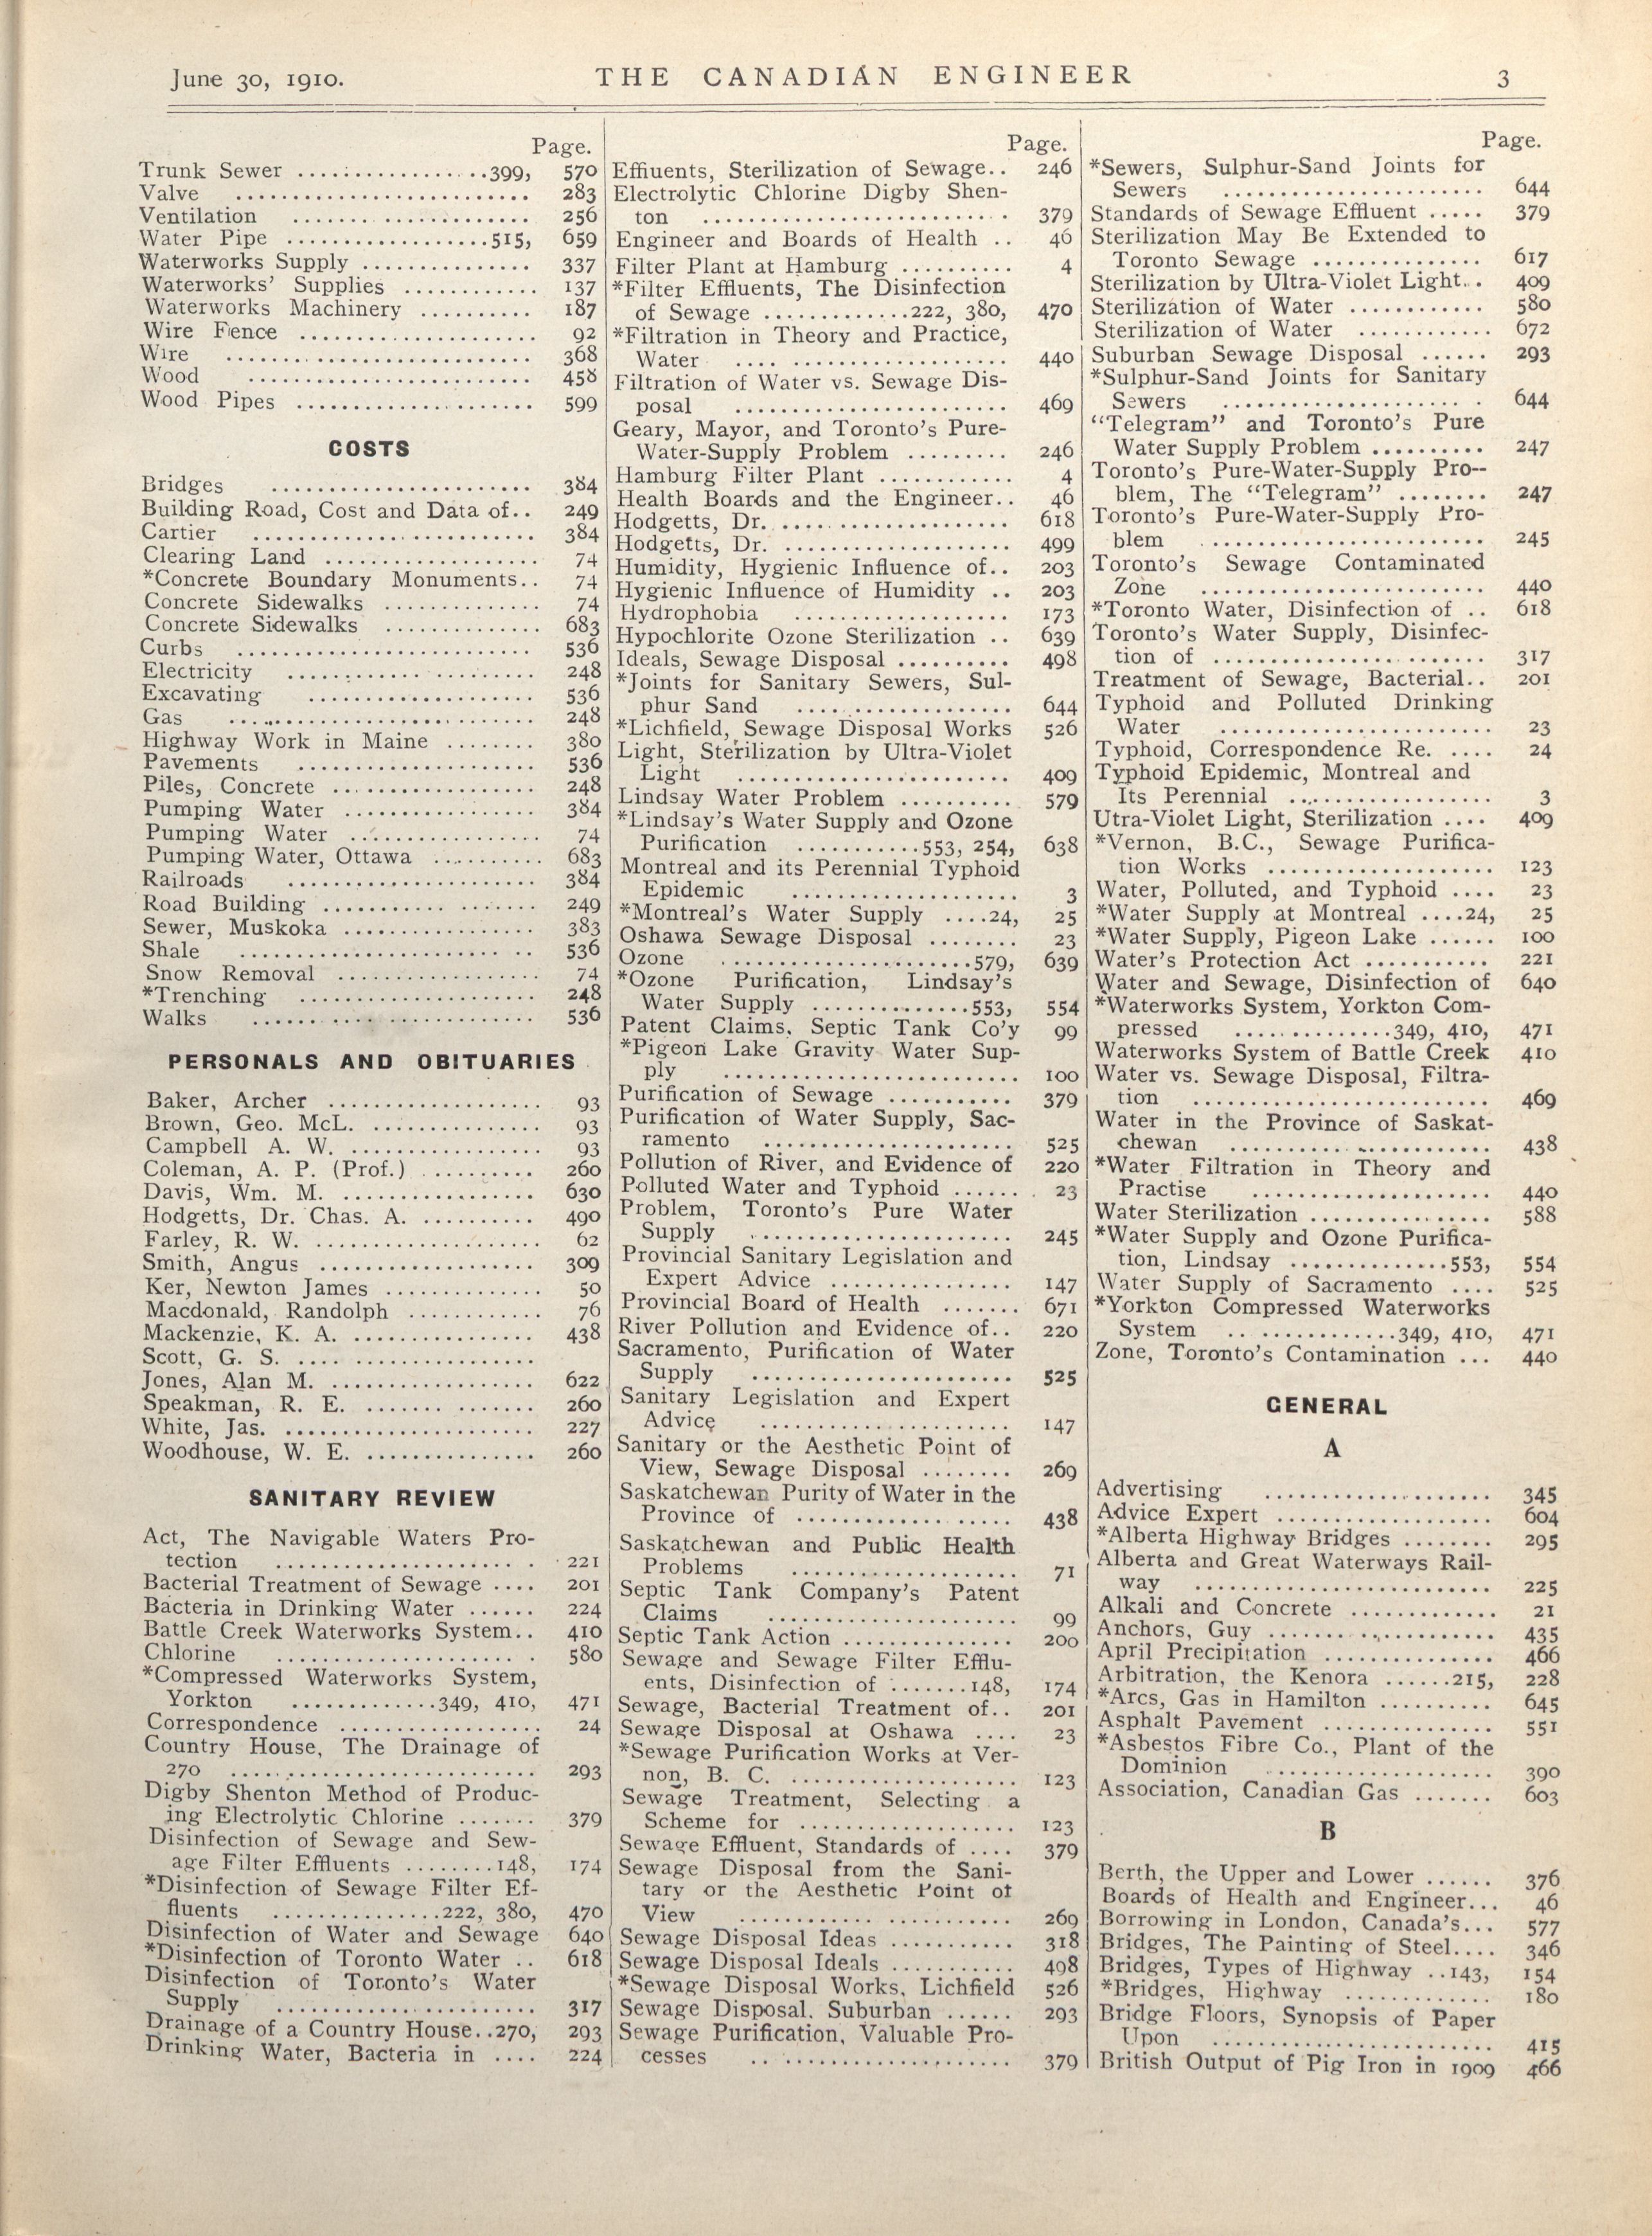 June 30, 1910.
THE CANADIAN ENGINEER
3
Page.
Trunk Sewer .................399, 570
Valve .......................... 283
Ventilation ..................... 256
Water Pipe ..................515, 659
Waterworks Supply ............... 337
Waterworks' Supplies ............ 137
Waterworks Machinery .......... 187
Wire Fence ..................... 92
Wire ............................ 368
Wood ......................... 458
Wood Pipes ..................... 599
COSTS
Bridges ....................... 384
Building Road, Cost and Data of.. 249
Cartier ......................... 384
Clearing Land ................... 74
*Concrete Boundary Monuments.. 74
Concrete Sidewalks .............. 74
Concrete Sidewalks .............. 683
Curbs .......................... 536
Electricity ...................... 248
Excavating .................... 536
Gas ........................... 248
Highway Work in Maine ........ 380
Pavements ..................... 536
Piles, Concrete .................. 248
Pumping Water ................. 384
Pumping Water ................. 74
Pumping Water, Ottawa .......... 683
Railroads ...................... 384
Road Building ................... 249
Sewer, Muskoka ................. 383
Shale ........................... 536
Snow Removal .................. 74
*Trenching ..................... 248
Walks ......................... 536
PERSONALS AND OBITUARIES
Baker, Archer ................... 93
Brown, Geo. McL. ............... 93
Campbell A. W. ................. 93
Coleman, A. P. (Prof.) .......... 260
Davis, Wm. M. ................. 630
Hodgetts, Dr. Chas. A. .......... 490
Farley, R. W. .................... 62
Smith, Angus ................... 309
Ker, Newton James .............. 50
Macdonald, Randolph ............ 76
Mackenzie, K. A. ................ 438
Scott, G. S. .... ................
Jones, Alan M. .................. 622
Speakman, R. E. ....... ....... 260
White, Jas. ...................... 227
Woodhouse, W. E. ............... 260
SANITARY REVIEW
Act, The Navigable Waters Pro-
tection ....................... 221
Bacterial Treatment of Sewage .... 201
Bacteria in Drinking Water ...... 224
Battle Creek Waterworks System.. 410
Chlorine ....................... 580
*Compressed Waterworks System,
Yorkton .............349, 410, 471
Correspondence .................. 24
Country House, The Drainage of
270 ........................... 293
Digby Shenton Method of Produc-
ing Electrolytic Chlorine ....... 379
Disinfection of Sewage and Sew-
age Filter Effluents ........148, 174
*Disinfection of Sewage Filter Ef-
fluents ...............222, 380, 470
Disinfection of Water and Sewage 640
*Disinfection of Toronto Water .. 618
Disinfection of Toronto's Water
Supply ....................... 317
Drainage of a Country House..270, 293
Drinking Water, Bacteria in .... 224
Page.
Effiuents, Sterilization of Sewage.. 246
Electrolytic Chlorine Digby Shen-
ton ........................... 379
Engineer and Boards of Health .. 46
Filter Plant at Hamburg .......... 4
*Filter Effluents, The Disinfection
of Sewage .............222, 380, 470
*Filtration in Theory and Practice,
Water .... ................... 440
Filtration of Water vs. Sewage Dis-
posal ........................ 469
Geary, Mayor, and Toronto's Pure-
Water-Supply Problem ......... 246
Hamburg Filter Plant ............ 4
Health Boards and the Engineer.. 46
Hodgetts, Dr. .................... 618
Hodgetts, Dr. .................... 499
Humidity, Hygienic Influence of.. 203
Hygienic Influence of Humidity .. 203
Hydrophobia ................... 173
Hypochlorite Ozone Sterilization .. 639
Ideals, Sewage Disposal .......... 498
*Joints for Sanitary Sewers, Sul-
phur Sand ................... 644
*Lichfield, Sewage Disposal Works 526
Light, Sterilization by Ultra-Violet
Light ........................ 409
Lindsay Water Problem .......... 579
*Lindsay's Water Supply and Ozone
Purification ...........553, 254, 638
Montreal and its Perennial Typhoid
Epidemic .................... 3
*Montreal's Water Supply ....24, 25
Oshawa Sewage Disposal ........ 23
Ozone ......................579, 639
*Ozone Purification, Lindsay's
Water Supply ..............553, 554
Patent Claims, Septic Tank Co'y 99
*Pigeon Lake Gravity Water Sup-
ply .......................... 100
Purification of Sewage ........... 379
Purification of Water Supply, Sac-
ramento ...................... 525
Pollution of River, and Evidence of 220
Polluted Water and Typhoid ...... 23
Problem, Toronto's Pure Water
Supply ....................... 245
Provincial Sanitary Legislation and
Expert Advice ................ 147
Provincial Board of Health ....... 671
River Pollution and Evidence of.. 220
Sacramento, Purification of Water
Supply ....................... 525
Sanitary Legislation and Expert
Advice ...................... 147
Sanitary or the Aesthetic Point of
View, Sewage Disposal ........ 269
Saskatchewan Purity of Water in the
Province of ............. ..... 438
Saskatchewan and Public Health
Problems .................... 71
Septic Tank Company's Patent
Claims ...................... 99
Septic Tank Action ............... 200
Sewage and Sewage Filter Efflu-
ents, Disinfection of .......148, 174
Sewage, Bacterial Treatment of.. 201
Sewage Disposal at Oshawa .... 23
*Sewage Purification Works at Ver-
non, B. C. .................... 123
Sewage Treatment, Selecting a
Scheme for ................... 123
Sewage Effluent, Standards of .... 379
Sewage Disposal from the Sani-
tary or the Aesthetic Point of
View ....................... 269
Sewage Disposal Ideas ........... 318
Sewage Disposal Ideals ........... 498
*Sewage Disposal Works, Lichfield 526
Sewage Disposal. Suburban ...... 293
Sewage Purification, Valuable Pro-
cesses ....................... 379
Page.
*Sewers, Sulphur-Sand Joints for
Sewers ....................... 644
Standards of Sewage Effluent ..... 379
Sterilization May Be Extended to
Toronto Sewage ............... 617
Sterilization by Ultra-Violet Light... 409
Sterilization of Water ............ 580
Sterilization of Water ............ 672
Suburban Sewage Disposal ...... 293
*Sulphur-Sand Joints for Sanitary
Sewers ...................... 644
"Telegram" and Toronto's Pure
Water Supply Problem .......... 247
Toronto's Pure-Water-Supply Pro--
blem, The "Telegram" ........ 247
Toronto's Pure-Water-Supply Pro-
blem ......................... 245
Toronto's Sewage Contaminated
Zone ......................... 440
*Toronto Water, Disinfection of .. 618
Toronto's Water Supply, Disinfec-
tion of ........................ 317
Treatment of Sewage, Bacterial.. 201
Typhoid and Polluted Drinking
Water ........................ 23
Typhoid, Correspondence Re. .... 24
Typhoid Epidemic, Montreal and
Its Perennial .................. 3
Utra-Violet Light, Sterilization .... 409
*Vernon, B.C., Sewage Purifica-
tion Works .................... 123
Water, Polluted, and Typhoid .... 23
*Water Supply at Montreal ....24, 25
*Water Supply, Pigeon Lake ...... 100
Water's Protection Act ........... 221
Water and Sewage, Disinfection of 640
*Waterworks System, Yorkton Com-
pressed ...............349, 410, 471
Waterworks System of Battle Creek 410
Water vs. Sewage Disposal, Filtra-
tion .......................... 469
Water in the Province of Saskat-
chewan ....................... 438
*Water Filtration in Theory and
Practise ..................... 440
Water Sterilization ................ 588
*Water Supply and Ozone Purifica-
tion, Lindsay ..............553, 554
Water Supply of Sacramento .... 525
*Yorkton Compressed Waterworks
System .. .............349, 410, 471
Zone, Toronto's Contamination ... 440
GENERAL
A
Advertising .................... 345
Advice Expert ................... 604
*Alberta Highway Bridges ........ 295
Alberta and Great Waterways Rail-
way .......................... 225
Alkali and Concrete ............. 21
Anchors, Guy .................... 435
April Precipitation ............... 466
Arbitration, the Kenora ......215, 228
*Arcs, Gas in Hamilton .......... 645
Asphalt Pavement ............... 551
*Asbestos Fibre Co., Plant of the
Dominion .................... 390
Association, Canadian Gas ....... 603
B
Berth, the Upper and Lower ...... 376
Boards of Health and Engineer... 46
Borrowing in London, Canada's... 577
Bridges, The Painting of Steel.... 346
Bridges, Types of Highway ..143, 154
*Bridges, Highway ............. 180
Bridge Floors, Synopsis of Paper
Upon ......................... 415
British Output of Pig Iron in 1909 466